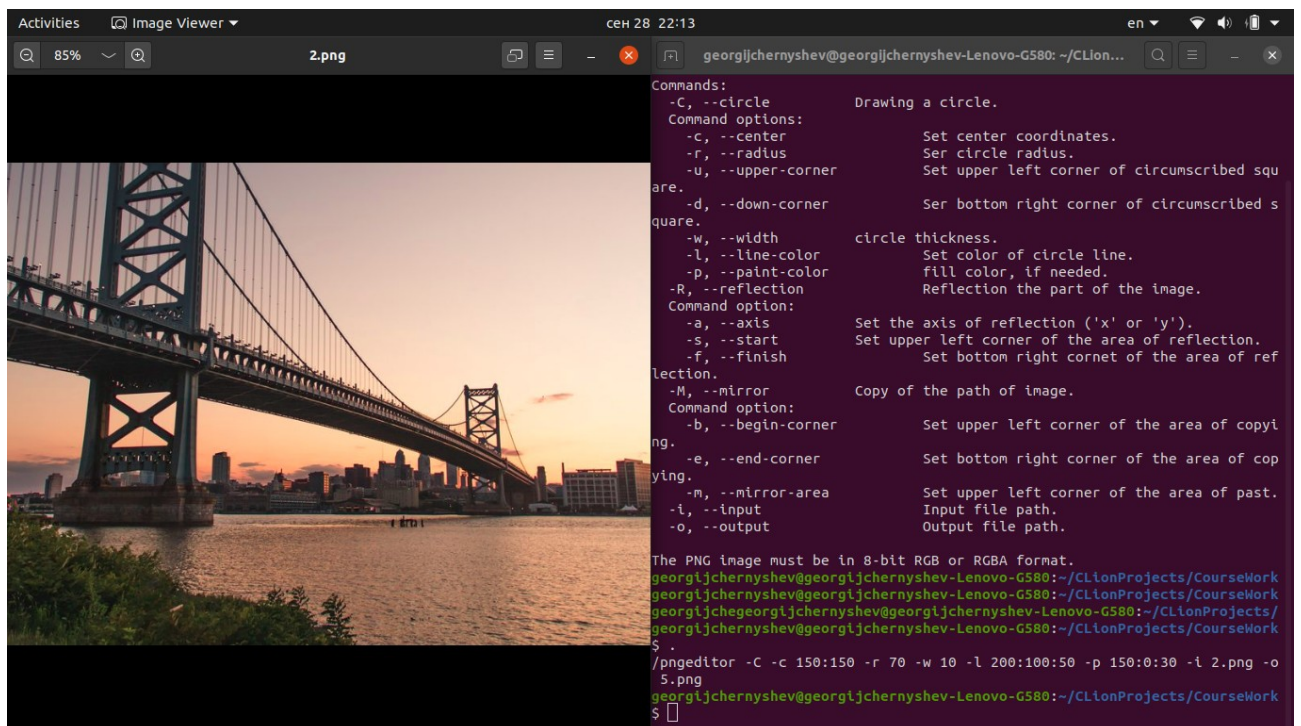 Activities
Image Viewer
сен 28 22:13
en
85%
2.png
georgijchernyshev@georgijchernyshev-Lenovo-G580: ~/CLion...
Commands:
-C, --circle Drawing a circle.
Command options:
-c, --center Set center coordinates.
-r, --radius Ser circle radius.
-u, --upper-corner Set upper left corner of circumscribed squ
are.
-d, --down-corner Ser bottom right corner of circumscribed s
quare.
-w, --width circle thickness.
-l, --line-color Set color of circle line.
-p, --paint-color fill color, if needed.
-R, --reflection Reflection the part of the image.
Command option:
-a, --axis Set the axis of reflection ('x' or 'y').
-s, --start Set upper left corner of the area of reflection.
-f, --finish Set bottom right cornet of the area of ref
lection.
-M, --mirror Copy of the path of image.
Command option:
-b, --begin-corner Set upper left corner of the area of copyi
ng.
-e, --end-corner Set bottom right corner of the area of cop
ying.
-m, --mirror-area Set upper left corner of the area of past.
-i, --input Input file path.
-o, --output Output file path.
The PNG image must be in 8-bit RGB or RGBA format.
georgijchernyshev@georgijchernyshev-Lenovo-G580:~/CLionProjects/CourseWork
georgijchernyshev@georgijchernyshev-Lenovo-G580:~/CLionProjects/CourseWork
georgijchegeorgijchernyshev@georgijchernyshev-Lenovo-G580:~/CLionProjects/
georgijchernyshev@georgijchernyshev-Lenovo-G580:~/CLionProjects/CourseWork
$ .
/pngeditor -C -c 150:150 -r 70 -w 10 -l 200:100:50 -p 150:0:30 -i 2.png -o
5.png
georgijchernyshev@georgijchernyshev-Lenovo-G580:~/CLionProjects/CourseWork
$